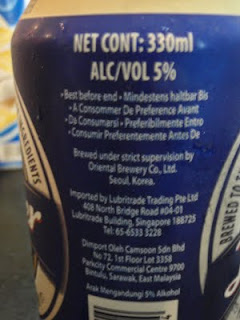 NET CONT: 330ml
ALC/VOL 5%
• Best before end • Mindestens haltbar Bis
• A Consommer De Preference Avant
• Da Consumarsi • Preferibilmente Entro
• Consumir Preferentemente Antes De
Brewed under strict supervision by
Oriental Brewery Co., Ltd.
Seoul, Korea.
Imported by Lubritrade Trading Pte Ltd
408 North Bridge Road #04-01
Lubritrade Building, Singapore 188725
Tel: 65-6533 3228
Diimport Oleh Camsoon Sdn Bhd
No 72, 1st Floor Lot 3358
Parkcity Commercial Centre 9700
Bintulu, Sarawak, East Malaysia
Arak Mengandungi 5% Alkohol
BREWED TO